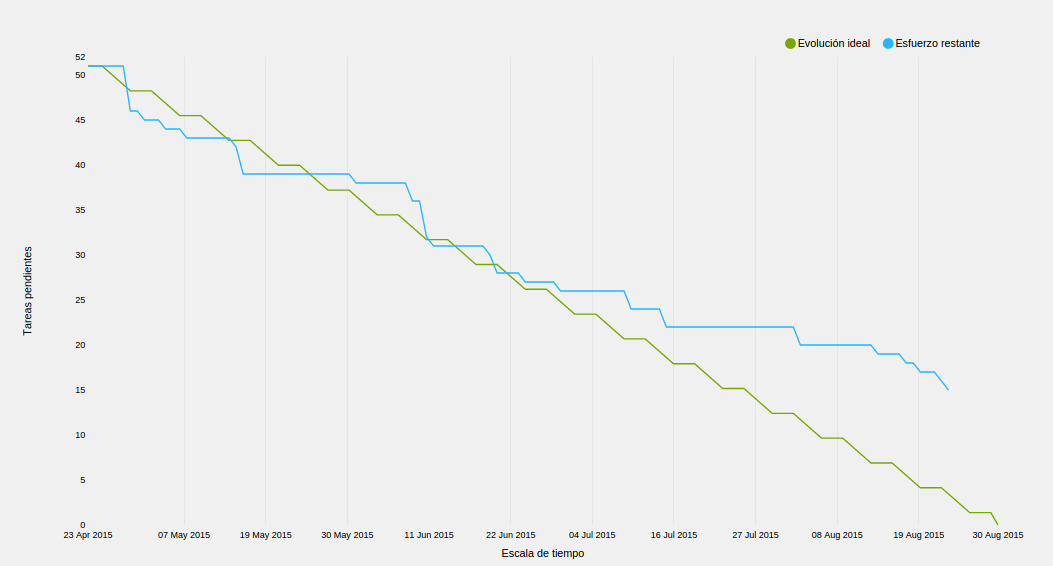 Evolución ideal
Esfuerzo restante
52
50
45
40
35
30
25
20
15
10
5
0
Tareas pendientes
23 Apr 2015
07 May 2015
19 May 2015
30 May 2015
11 Jun 2015
22 Jun 2015
04 Jul 2015
16 Jul 2015
27 Jul 2015
08 Aug 2015
19 Aug 2015
30 Aug 2015
Escala de tiempo